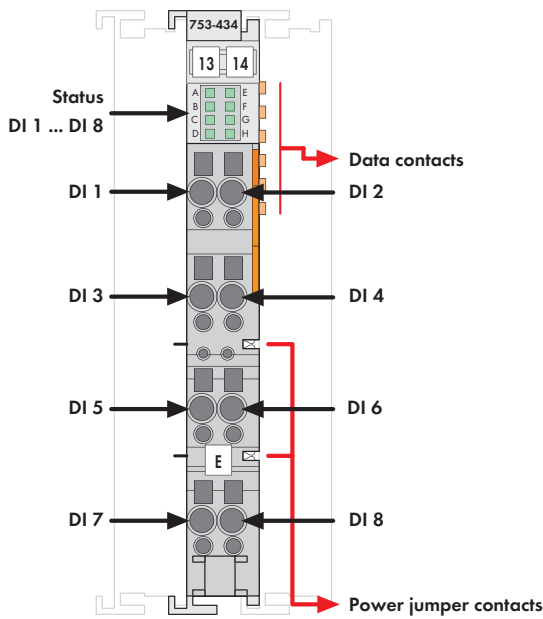 753-434
13 14
A E
B F
C G
D H
Status
DI 1 ... DI 8
Data contacts
DI 1 DI 2
DI 3 DI 4
DI 5 DI 6
E
DI 7 DI 8
Power jumper contacts